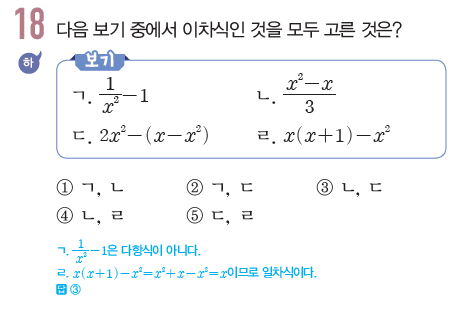 18 다음 보기 중에서 이차식인 것을 모두 고른 것은?
하
보기
ㄱ. 1/x²-1 ㄴ. (x²-x)/3
ㄷ. 2x²-(x-x²) ㄹ. x(x+1)-x²
① ㄱ, ㄴ ② ㄱ, ㄷ ③ ㄴ, ㄷ
④ ㄴ, ㄹ ⑤ ㄷ, ㄹ
ㄱ. 1/x²-1은 다항식이 아니다.
ㄹ. x(x+1)-x²=x²+x-x²=x이므로 일차식이다.
답 ③